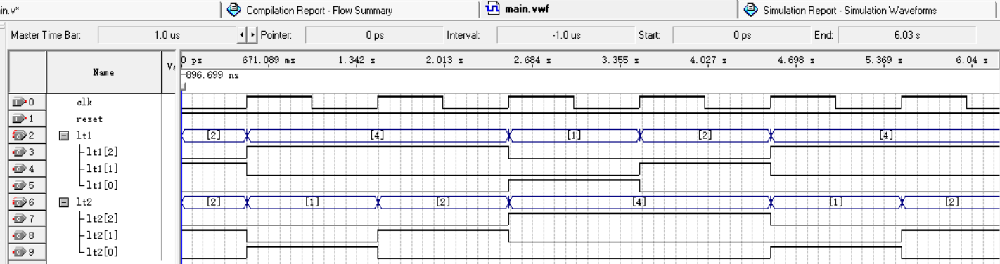 in.v* Compilation Report - Flow Summary main.vwf Simulation Report - Simulation Waveforms
Master Time Bar: 1.0 us Pointer: 0 ps Interval: -1.0 us Start: 0 ps End: 6.03 s
Name 0 ps 671.089 ms 1.342 s 2.013 s 2.684 s 3.355 s 4.027 s 4.698 s 5.369 s 6.04 s
-896.699 ns
0 clk
1 reset
2 lt1 [2] [4] [1] [2] [4]
3 lt1[2]
4 lt1[1]
5 lt1[0]
6 lt2 [2] [1] [2] [4] [1] [2]
7 lt2[2]
8 lt2[1]
9 lt2[0]